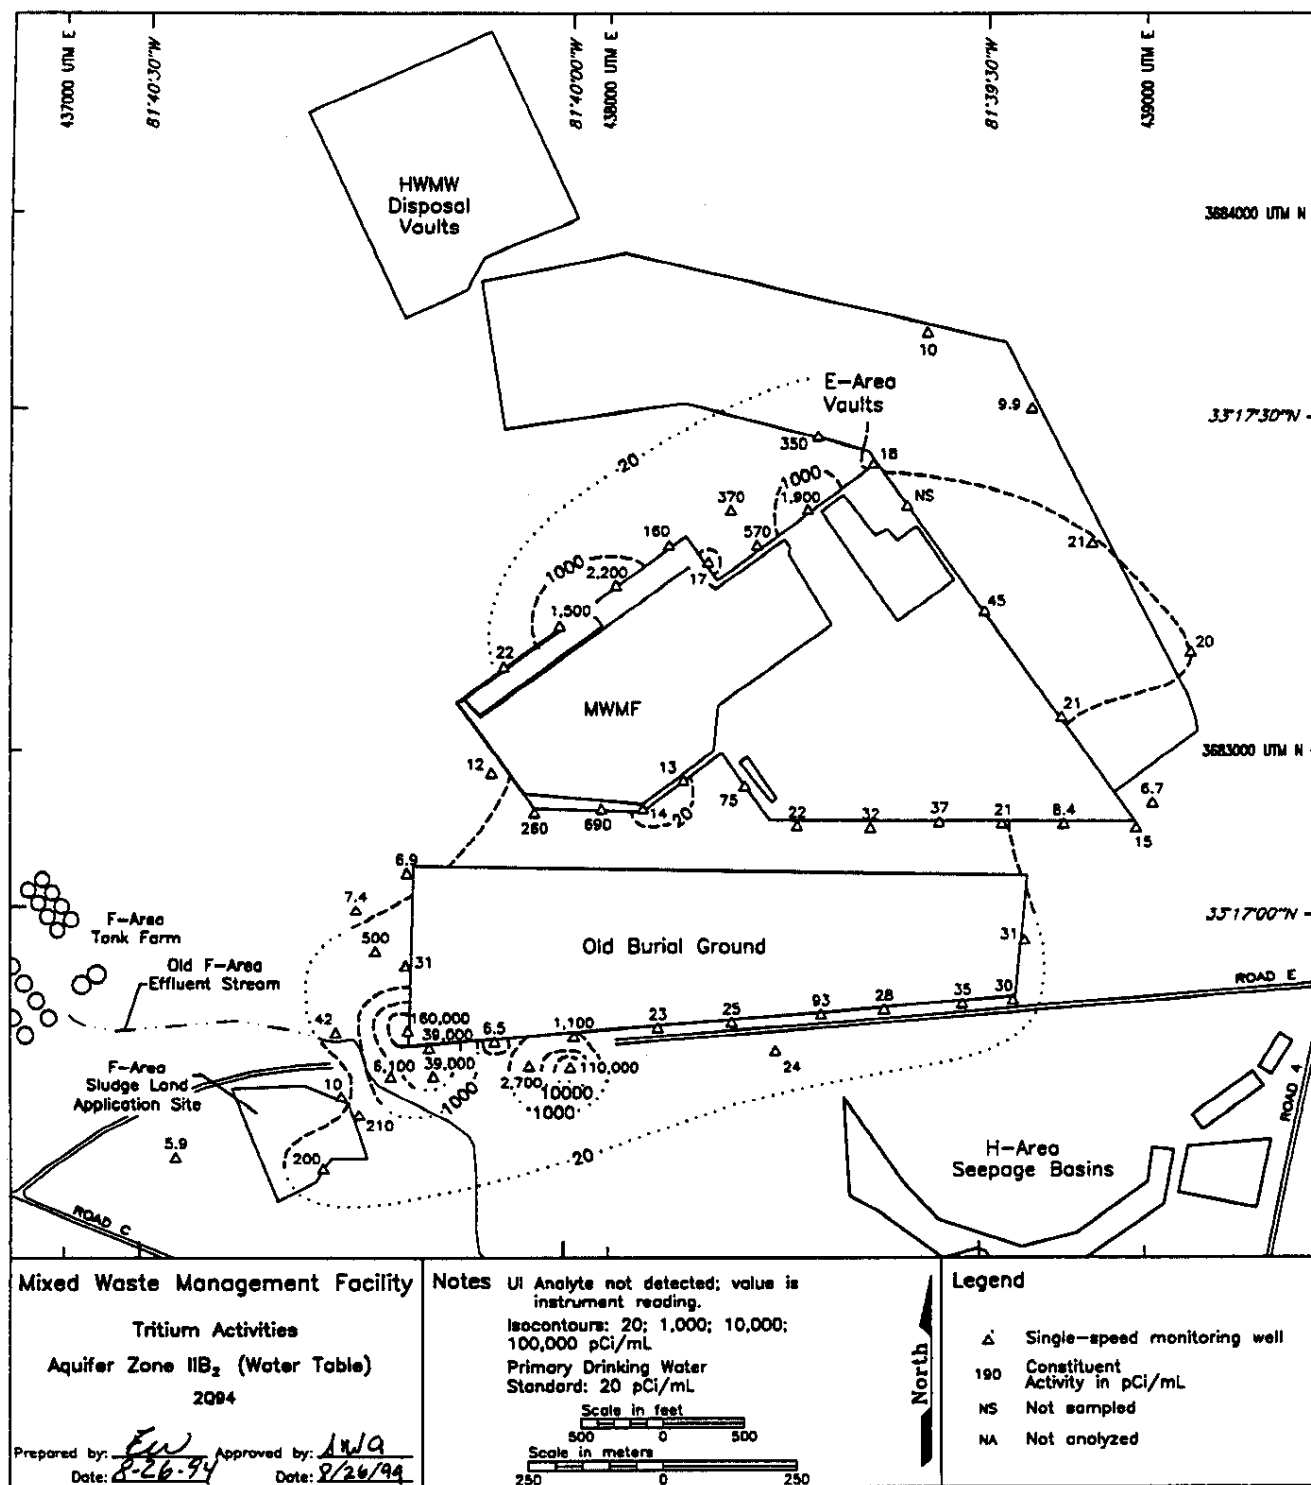 437000 UTM E
81°40'30"W
81°40'00"W
438000 UTM E
81°39'30"W
439000 UTM E
HWMW
Disposal
Vaults
3684000 UTM N
10
E-Area
Vaults
9.9
33°17'30"N
350
18
20
1000
370
1,900
NS
160
570
21
1000
2,200
17
1,500
45
22
20
MWMF
21
12
13
75
3683000 UTM N
6.7
260
690
14
20
22
32
37
21
8.4
15
6.9
7.4
F-Area
Tank Farm
33°17'00"N
500
Old Burial Ground
31
31
Old F-Area
Effluent Stream
ROAD E
30
35
28
93
25
23
42
160,000
39,000
6.5
1,100
F-Area
Sludge Land
Application Site
10
6,100
39,000
2,700
110,000
24
10000
1000
1000
210
ROAD 4
5.9
200
20
H-Area
Seepage Basins
ROAD C
Mixed Waste Management Facility
Tritium Activities
Aquifer Zone IIB₂ (Water Table)
2Q94
Prepared by: EW Approved by:
Date: 8-26-94 Date: 8/26/94
Notes UI Analyte not detected; value is
instrument reading.
Isocontours: 20; 1,000; 10,000;
100,000 pCi/mL
Primary Drinking Water
Standard: 20 pCi/mL
Scale in feet
500 0 500
Scale in meters
250 0 250
North
Legend
Single-speed monitoring well
190 Constituent
Activity in pCi/mL
NS Not sampled
NA Not analyzed